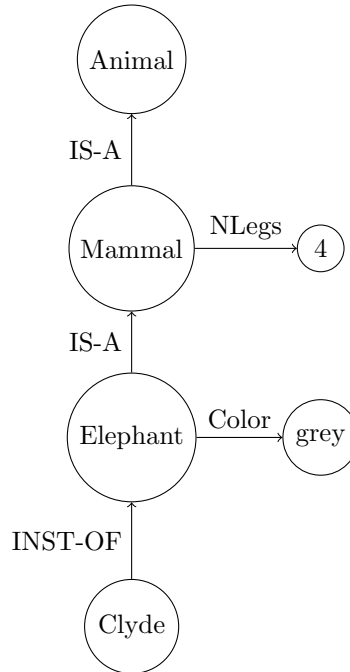 Animal
IS-A
NLegs
Mammal
4
IS-A
Color
Elephant
grey
INST-OF
Clyde